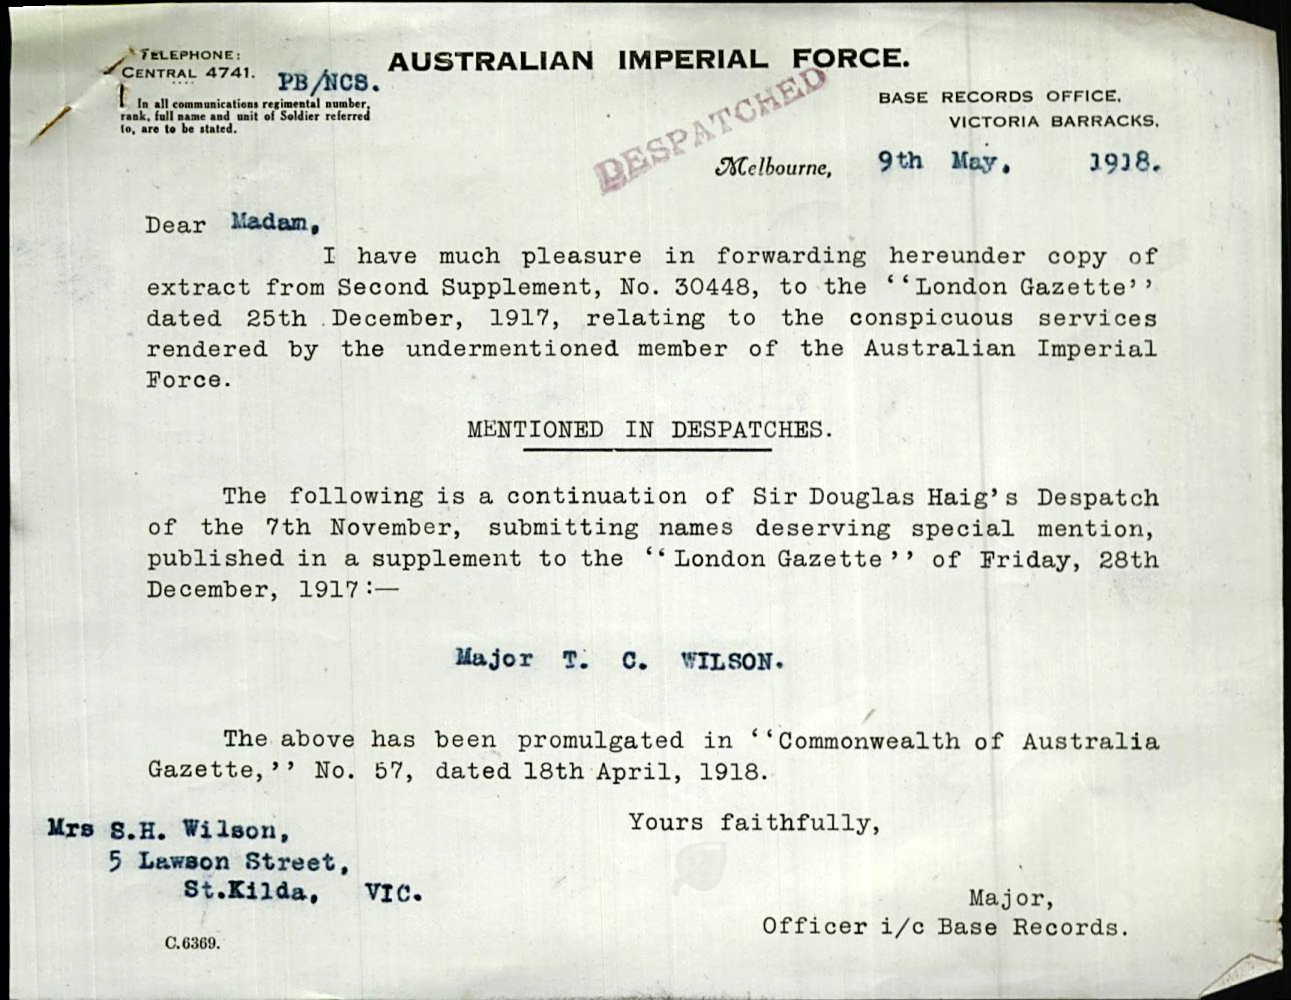 TELEPHONE:
CENTRAL 4741.
PB/NCS.
In all communications regimental number,
rank, full name and unit of Soldier referred
to, are to be stated.
AUSTRALIAN IMPERIAL FORCE.
DESPATCHED
BASE RECORDS OFFICE,
VICTORIA BARRACKS,
Melbourne, 9th May, 1918.
Dear Madam,
I have much pleasure in forwarding hereunder copy of
extract from Second Supplement, No. 30448, to the ‘‘London Gazette’’
dated 25th December, 1917, relating to the conspicuous services
rendered by the undermentioned member of the Australian Imperial
Force.
MENTIONED IN DESPATCHES.
The following is a continuation of Sir Douglas Haig’s Despatch
of the 7th November, submitting names deserving special mention,
published in a supplement to the ‘‘London Gazette’’ of Friday, 28th
December, 1917:—
Major T. C. WILSON.
The above has been promulgated in ‘‘Commonwealth of Australia
Gazette,’’ No. 57, dated 18th April, 1918.
Yours faithfully,
Mrs S.H. Wilson,
5 Lawson Street,
St.Kilda, VIC.
Major,
Officer i/c Base Records.
C.6369.